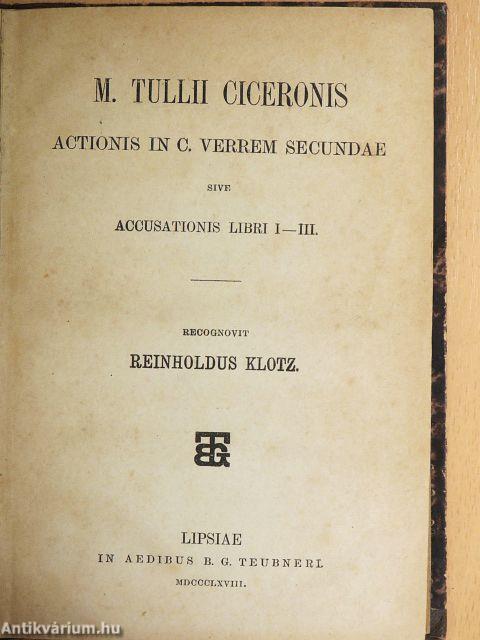 M. TULLII CICERONIS
ACTIONIS IN C. VERREM SECUNDAE
SIVE
ACCUSATIONIS LIBRI I—III.
RECOGNOVIT
REINHOLDUS KLOTZ.
BTG
LIPSIAE
IN AEDIBUS B. G. TEUBNERI.
MDCCCLXVIII.
Antikvárium.hu